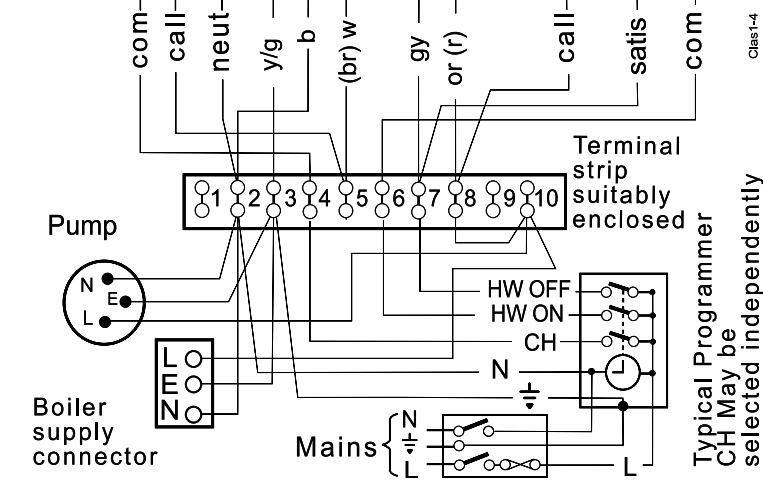 com
call
neut
y/g
b
(br) w
gy
or (r)
call
satis
com
Clas1-4
1 2 3 4 5 6 7 8 9 10
Terminal
strip
suitably
enclosed
Pump
N
E
L
HW OFF
HW ON
CH
N
L
E
N
Boiler
supply
connector
Mains
N
L
L
Typical Programmer
CH May be
selected independently